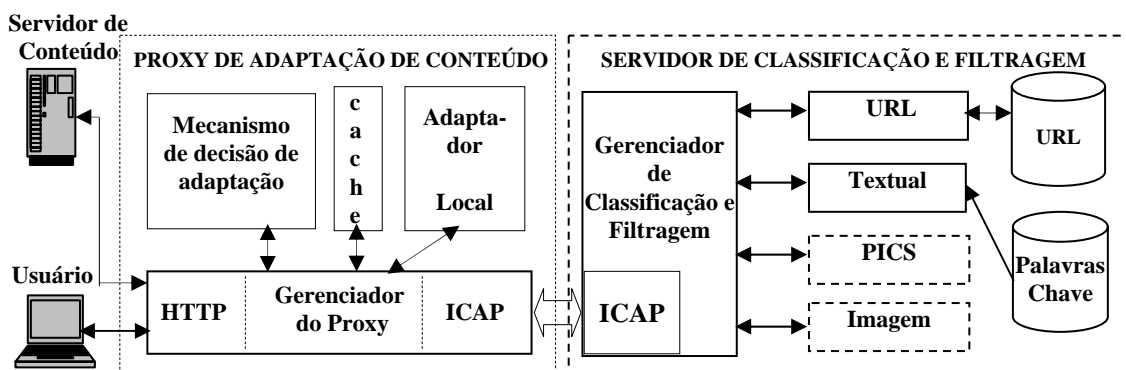 Servidor de
Conteúdo
PROXY DE ADAPTAÇÃO DE CONTEÚDO
Mecanismo
de decisão de
adaptação
c
a
c
h
e
Adapta-
dor
Local
Usuário
HTTP
Gerenciador
do Proxy
ICAP
SERVIDOR DE CLASSIFICAÇÃO E FILTRAGEM
Gerenciador
de
Classificação e
Filtragem
ICAP
URL
URL
Textual
PICS
Palavras
Chave
Imagem